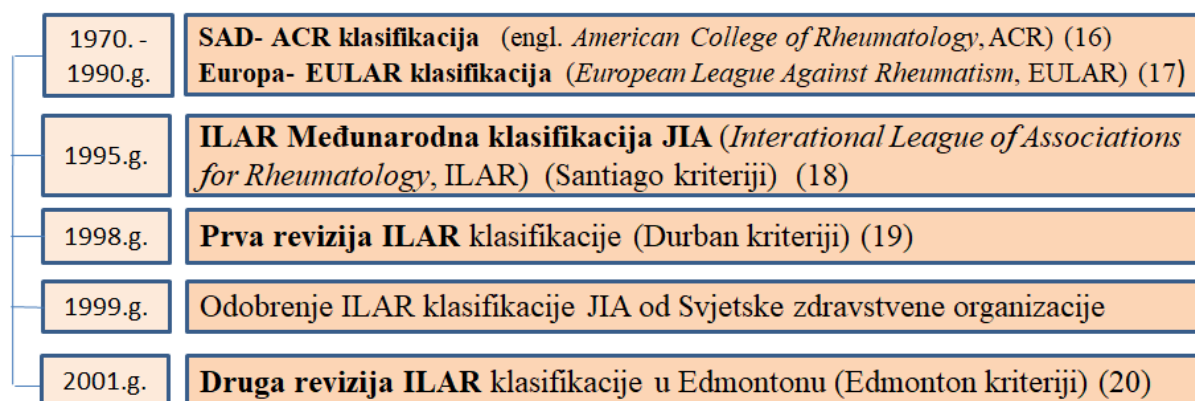 1970. -
1990.g.
SAD- ACR klasifikacija (engl. American College of Rheumatology, ACR) (16)
Europa- EULAR klasifikacija (European League Against Rheumatism, EULAR) (17)
1995.g.
ILAR Međunarodna klasifikacija JIA (Interational League of Associations
for Rheumatology, ILAR) (Santiago kriteriji) (18)
1998.g.
Prva revizija ILAR klasifikacije (Durban kriteriji) (19)
1999.g.
Odobrenje ILAR klasifikacije JIA od Svjetske zdravstvene organizacije
2001.g.
Druga revizija ILAR klasifikacije u Edmontonu (Edmonton kriteriji) (20)